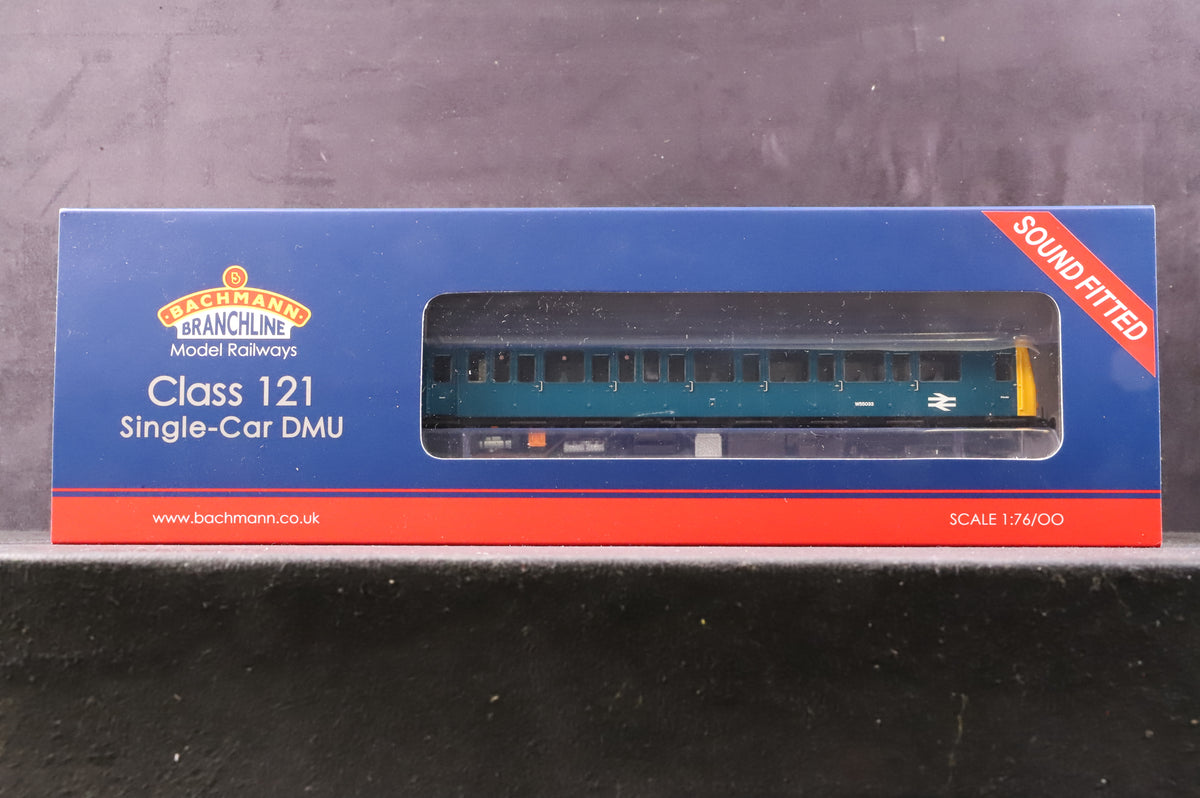 SOUND FITTED
B
BACHMANN
BRANCHLINE
Model Railways
Class 121
Single-Car DMU
W55033
www.bachmann.co.uk
SCALE 1:76/OO